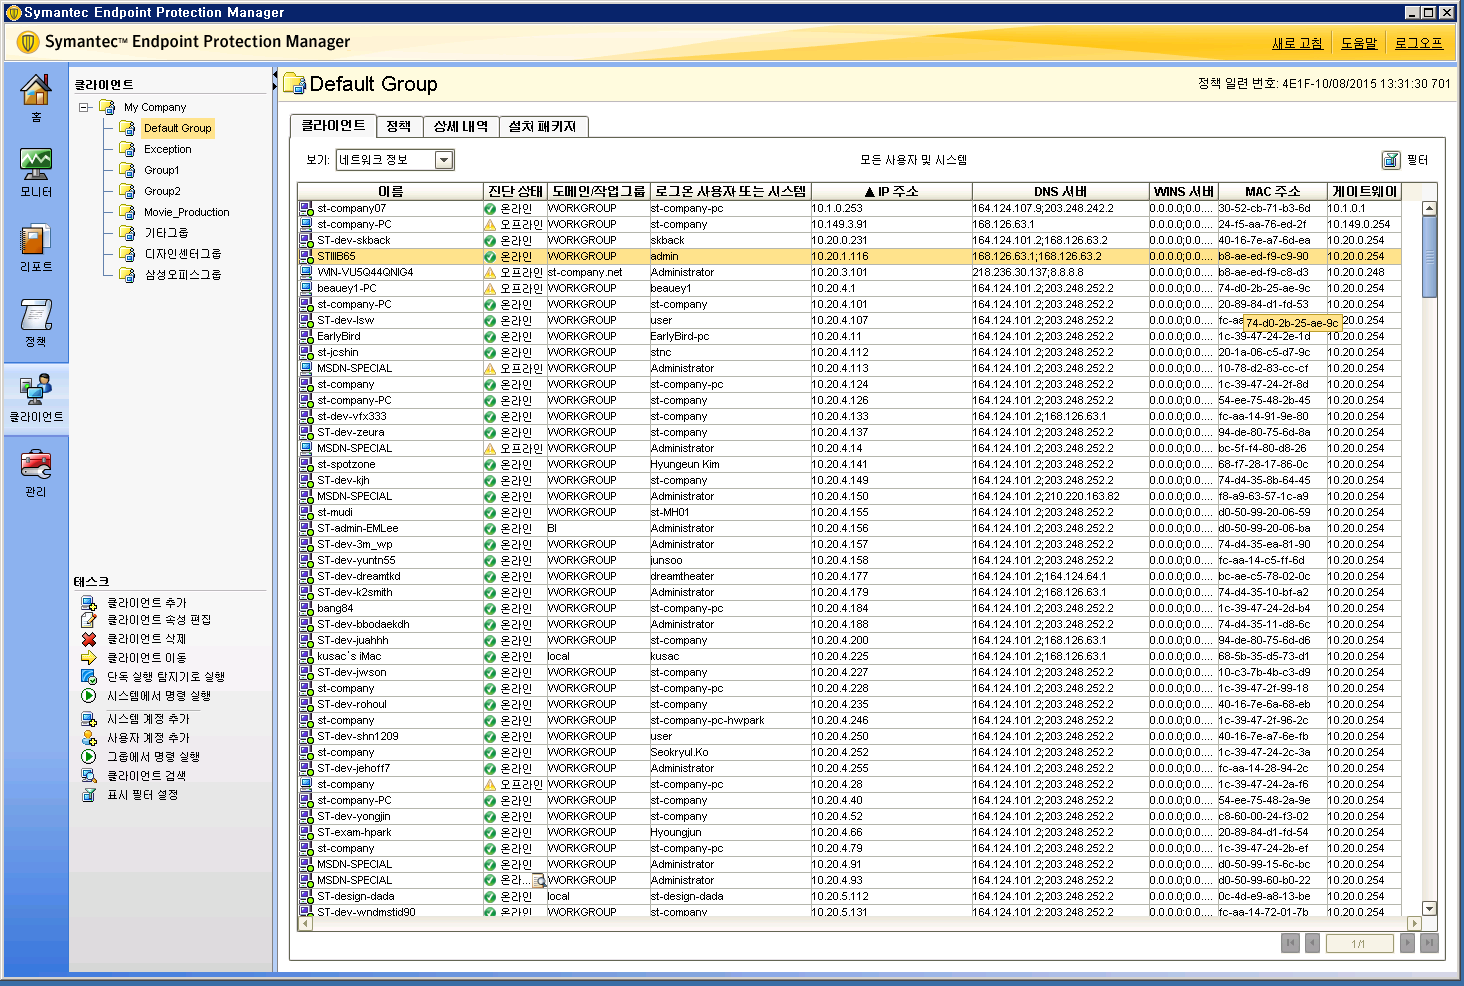 Symantec Endpoint Protection Manager
Symantec™ Endpoint Protection Manager
새로 고침 도움말 로그오프
홈
모니터
리포트
정책
클라이언트
관리
클라이언트
My Company
Default Group
Exception
Group1
Group2
Movie_Production
기타그룹
디자인센터그룹
삼성오피스그룹
테스크
클라이언트 추가
클라이언트 속성 편집
클라이언트 삭제
클라이언트 이동
단독 실행 탐지기로 실행
시스템에서 명령 실행
시스템 계정 추가
사용자 계정 추가
그룹에서 명령 실행
클라이언트 검색
표시 필터 설정
Default Group
정책 일련 번호: 4E1F-10/08/2015 13:31:30 701
클라이언트 정책 상세 내역 설치 패키지
보기: 네트워크 정보 모든 사용자 및 시스템 필터
이름 진단 상태 도메인/작업 그룹 로그온 사용자 또는 시스템 ▲ IP 주소 DNS 서버 WINS 서버 MAC 주소 게이트웨이
st-company07 온라인 WORKGROUP st-company-pc 10.1.0.253 164.124.107.9;203.248.242.2 0.0.0.0;0.0.... 30-52-cb-71-b3-6d 10.1.0.1
st-company-PC 오프라인 WORKGROUP st-company 10.149.3.91 168.126.63.1 0.0.0.0;0.0.... 24-f5-aa-76-ed-2f 10.149.0.254
ST-dev-skback 온라인 WORKGROUP skback 10.20.0.231 164.124.101.2;168.126.63.2 0.0.0.0;0.0.... 40-16-7e-a7-6d-ea 10.20.0.254
STIIIB65 온라인 WORKGROUP admin 10.20.1.116 168.126.63.1;168.126.63.2 0.0.0.0;0.0.... b8-ae-ed-f9-c9-90 10.20.0.254
WIN-VU5Q44QNIG4 오프라인 st-company.net Administrator 10.20.3.101 218.236.30.137;8.8.8.8 0.0.0.0;0.0.... b8-ae-ed-f9-c8-d3 10.20.0.248
beauey1-PC 오프라인 WORKGROUP beauey1 10.20.4.1 164.124.101.2;203.248.252.2 0.0.0.0;0.0.... 74-d0-2b-25-ae-9c 10.20.0.254
st-company-PC 온라인 WORKGROUP st-company 10.20.4.101 164.124.101.2;203.248.252.2 0.0.0.0;0.0.... 20-89-84-d1-fd-53 10.20.0.254
ST-dev-lsw 온라인 WORKGROUP user 10.20.4.107 164.124.101.2;203.248.252.2 0.0.0.0;0.0.... fc-aa 74-d0-2b-25-ae-9c 20.0.254
EarlyBird 온라인 WORKGROUP EarlyBird-pc 10.20.4.11 164.124.101.2;203.248.252.2 0.0.0.0;0.0.... 1c-39-47-24-2e-1d 10.20.0.254
st-jcshin 온라인 WORKGROUP stnc 10.20.4.112 164.124.101.2;203.248.252.2 0.0.0.0;0.0.... 20-1a-06-c5-d7-9c 10.20.0.254
MSDN-SPECIAL 오프라인 WORKGROUP Administrator 10.20.4.113 164.124.101.2;203.248.252.2 0.0.0.0;0.0.... 10-78-d2-83-cc-cf 10.20.0.254
st-company 온라인 WORKGROUP st-company-pc 10.20.4.124 164.124.101.2;203.248.252.2 0.0.0.0;0.0.... 1c-39-47-24-2f-8d 10.20.0.254
st-company-PC 온라인 WORKGROUP st-company 10.20.4.126 164.124.101.2;203.248.252.2 0.0.0.0;0.0.... 54-ee-75-48-2b-45 10.20.0.254
st-dev-vfx333 온라인 WORKGROUP st-company 10.20.4.133 164.124.101.2;168.126.63.1 0.0.0.0;0.0.... fc-aa-14-91-9e-80 10.20.0.254
ST-dev-zeura 온라인 WORKGROUP st-company 10.20.4.137 164.124.101.2;203.248.252.2 0.0.0.0;0.0.... 94-de-80-75-6d-8a 10.20.0.254
MSDN-SPECIAL 오프라인 WORKGROUP Administrator 10.20.4.14 164.124.101.2;203.248.252.2 0.0.0.0;0.0.... bc-5f-f4-80-d8-26 10.20.0.254
st-spotzone 온라인 WORKGROUP Hyungeun Kim 10.20.4.141 164.124.101.2;203.248.252.2 0.0.0.0;0.0.... 68-f7-28-17-86-0c 10.20.0.254
ST-dev-kjh 온라인 WORKGROUP st-company 10.20.4.149 164.124.101.2;203.248.252.2 0.0.0.0;0.0.... 74-d4-35-8b-64-45 10.20.0.254
MSDN-SPECIAL 온라인 WORKGROUP Administrator 10.20.4.150 164.124.101.2;210.220.163.82 0.0.0.0;0.0.... f8-a9-63-57-1c-a9 10.20.0.254
st-mudi 온라인 WORKGROUP st-MH01 10.20.4.155 164.124.101.2;203.248.252.2 0.0.0.0;0.0.... d0-50-99-20-06-59 10.20.0.254
ST-admin-EMLee 온라인 BI Administrator 10.20.4.156 164.124.101.2;203.248.252.2 0.0.0.0;0.0.... d0-50-99-20-06-ba 10.20.0.254
ST-dev-3m_wp 온라인 WORKGROUP Administrator 10.20.4.157 164.124.101.2;203.248.252.2 0.0.0.0;0.0.... 74-d4-35-ea-81-90 10.20.0.254
ST-dev-yuntn55 온라인 WORKGROUP junsoo 10.20.4.158 164.124.101.2;203.248.252.2 0.0.0.0;0.0.... fc-aa-14-c5-ff-6d 10.20.0.254
ST-dev-dreamtkd 온라인 WORKGROUP dreamtheater 10.20.4.177 164.124.101.2;164.124.64.1 0.0.0.0;0.0.... bc-ae-c5-78-02-0c 10.20.0.254
ST-dev-k2smith 온라인 WORKGROUP Administrator 10.20.4.179 164.124.101.2;168.126.63.1 0.0.0.0;0.0.... 74-d4-35-10-bf-a2 10.20.0.254
bang84 온라인 WORKGROUP st-company-pc 10.20.4.184 164.124.101.2;203.248.252.2 0.0.0.0;0.0.... 1c-39-47-24-2d-b4 10.20.0.254
ST-dev-bbodaekdh 온라인 WORKGROUP Administrator 10.20.4.188 164.124.101.2;203.248.252.2 0.0.0.0;0.0.... 74-d4-35-11-d8-6c 10.20.0.254
ST-dev-juahhh 온라인 WORKGROUP st-company 10.20.4.200 164.124.101.2;168.126.63.1 0.0.0.0;0.0.... 94-de-80-75-6d-d6 10.20.0.254
kusac`s iMac 온라인 local kusac 10.20.4.225 164.124.101.2;168.126.63.1 0.0.0.0;0.0.... 68-5b-35-d5-73-d1 10.20.0.254
ST-dev-jwson 온라인 WORKGROUP st-company 10.20.4.227 164.124.101.2;203.248.252.2 0.0.0.0;0.0.... 10-c3-7b-4b-c3-d9 10.20.0.254
st-company 온라인 WORKGROUP st-company-pc 10.20.4.228 164.124.101.2;203.248.252.2 0.0.0.0;0.0.... 1c-39-47-2f-99-18 10.20.0.254
ST-dev-rohoul 온라인 WORKGROUP st-company 10.20.4.235 164.124.101.2;203.248.252.2 0.0.0.0;0.0.... 40-16-7e-6a-68-eb 10.20.0.254
st-company 온라인 WORKGROUP st-company-pc-hwpark 10.20.4.246 164.124.101.2;203.248.252.2 0.0.0.0;0.0.... 1c-39-47-2f-96-2c 10.20.0.254
ST-dev-shn1209 온라인 WORKGROUP user 10.20.4.250 164.124.101.2;203.248.252.2 0.0.0.0;0.0.... 40-16-7e-a7-6e-fb 10.20.0.254
st-company 온라인 WORKGROUP Seokryul.Ko 10.20.4.252 164.124.101.2;203.248.252.2 0.0.0.0;0.0.... 1c-39-47-24-2c-3a 10.20.0.254
ST-dev-jehoff7 온라인 WORKGROUP Administrator 10.20.4.255 164.124.101.2;203.248.252.2 0.0.0.0;0.0.... fc-aa-14-28-94-2c 10.20.0.254
st-company 오프라인 WORKGROUP st-company-pc 10.20.4.28 164.124.101.2;203.248.252.2 0.0.0.0;0.0.... 1c-39-47-24-2a-f6 10.20.0.254
st-company-PC 온라인 WORKGROUP st-company 10.20.4.40 164.124.101.2;203.248.252.2 0.0.0.0;0.0.... 54-ee-75-48-2a-9e 10.20.0.254
ST-dev-yongjin 온라인 WORKGROUP st-company 10.20.4.52 164.124.101.2;203.248.252.2 0.0.0.0;0.0.... c8-60-00-24-f3-02 10.20.0.254
ST-exam-hpark 온라인 WORKGROUP Hyoungjun 10.20.4.66 164.124.101.2;203.248.252.2 0.0.0.0;0.0.... 20-89-84-d1-fd-54 10.20.0.254
st-company 온라인 WORKGROUP st-company-pc 10.20.4.79 164.124.101.2;203.248.252.2 0.0.0.0;0.0.... 1c-39-47-24-2b-ef 10.20.0.254
MSDN-SPECIAL 온라인 WORKGROUP Administrator 10.20.4.91 164.124.101.2;203.248.252.2 0.0.0.0;0.0.... d0-50-99-15-6c-bc 10.20.0.254
MSDN-SPECIAL 온라... WORKGROUP Administrator 10.20.4.93 164.124.101.2;203.248.252.2 0.0.0.0;0.0.... d0-50-99-60-b0-22 10.20.0.254
ST-design-dada 온라인 local st-design-dada 10.20.5.112 164.124.101.2;203.248.252.2 0.0.0.0;0.0.... 0c-4d-e9-a8-13-be 10.20.0.254
ST-dev-wndmstid90 온라인 WORKGROUP st-company 10.20.5.131 164.124.101.2;203.248.252.2 0.0.0.0;0.0.... fc-aa-14-72-01-7b 10.20.0.254
1/1